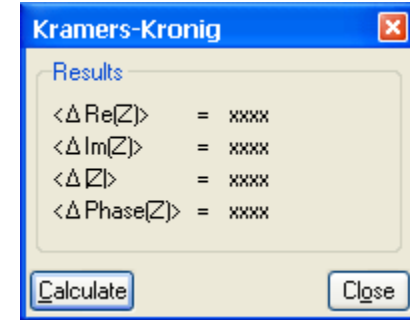 Kramers-Kronig
Results
<Δ Re(Z)> = xxxx
<Δ Im(Z)> = xxxx
<Δ |Z|> = xxxx
<Δ Phase(Z)> = xxxx
Calculate Close